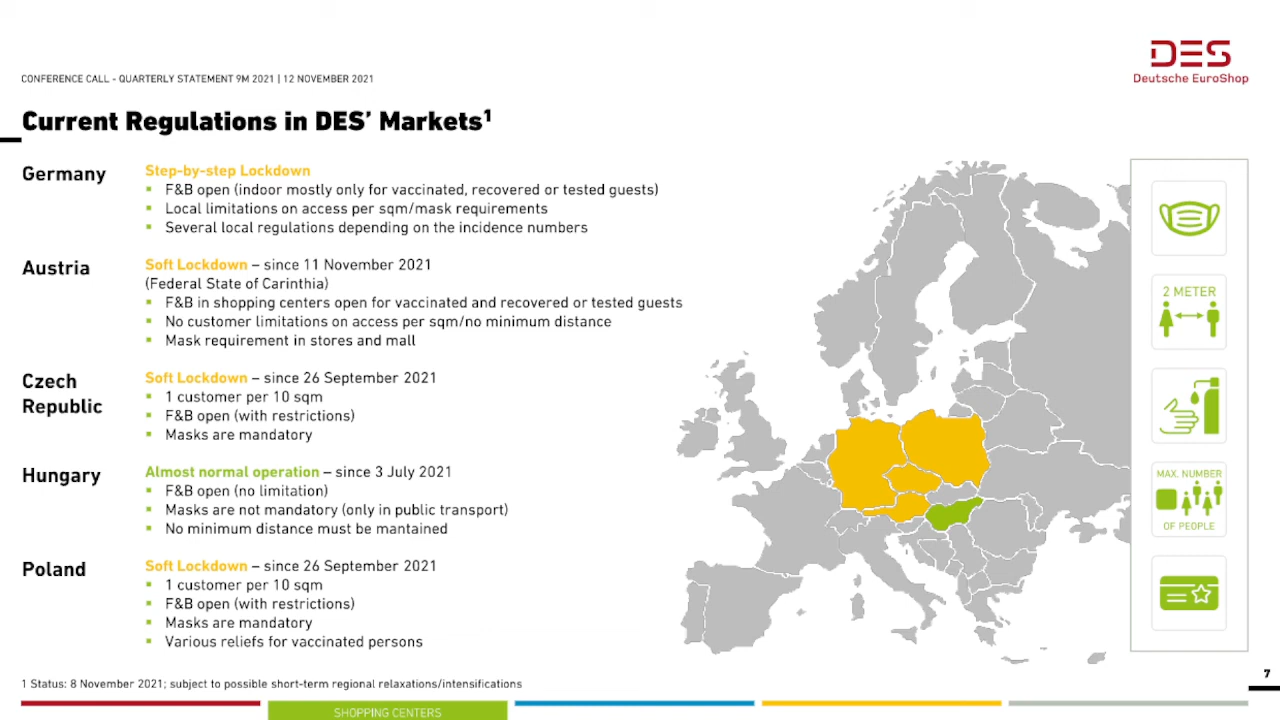 DES
Deutsche EuroShop
CONFERENCE CALL - QUARTERLY STATEMENT 9M 2021 | 12 NOVEMBER 2021
Current Regulations in DES' Markets1
Germany
Step-by-step Lockdown
F&B open (indoor mostly only for vaccinated, recovered or tested guests)
Local limitations on access per sqm/mask requirements
Several local regulations depending on the incidence numbers
Austria
Soft Lockdown – since 11 November 2021
(Federal State of Carinthia)
F&B in shopping centers open for vaccinated and recovered or tested guests
No customer limitations on access per sqm/no minimum distance
Mask requirement in stores and mall
Czech
Republic
Soft Lockdown – since 26 September 2021
1 customer per 10 sqm
F&B open (with restrictions)
Masks are mandatory
Hungary
Almost normal operation – since 3 July 2021
F&B open (no limitation)
Masks are not mandatory (only in public transport)
No minimum distance must be mantained
Poland
Soft Lockdown – since 26 September 2021
1 customer per 10 sqm
F&B open (with restrictions)
Masks are mandatory
Various reliefs for vaccinated persons
2 METER
MAX. NUMBER
OF PEOPLE
1 Status: 8 November 2021; subject to possible short-term regional relaxations/intensifications
7
SHOPPING CENTERS